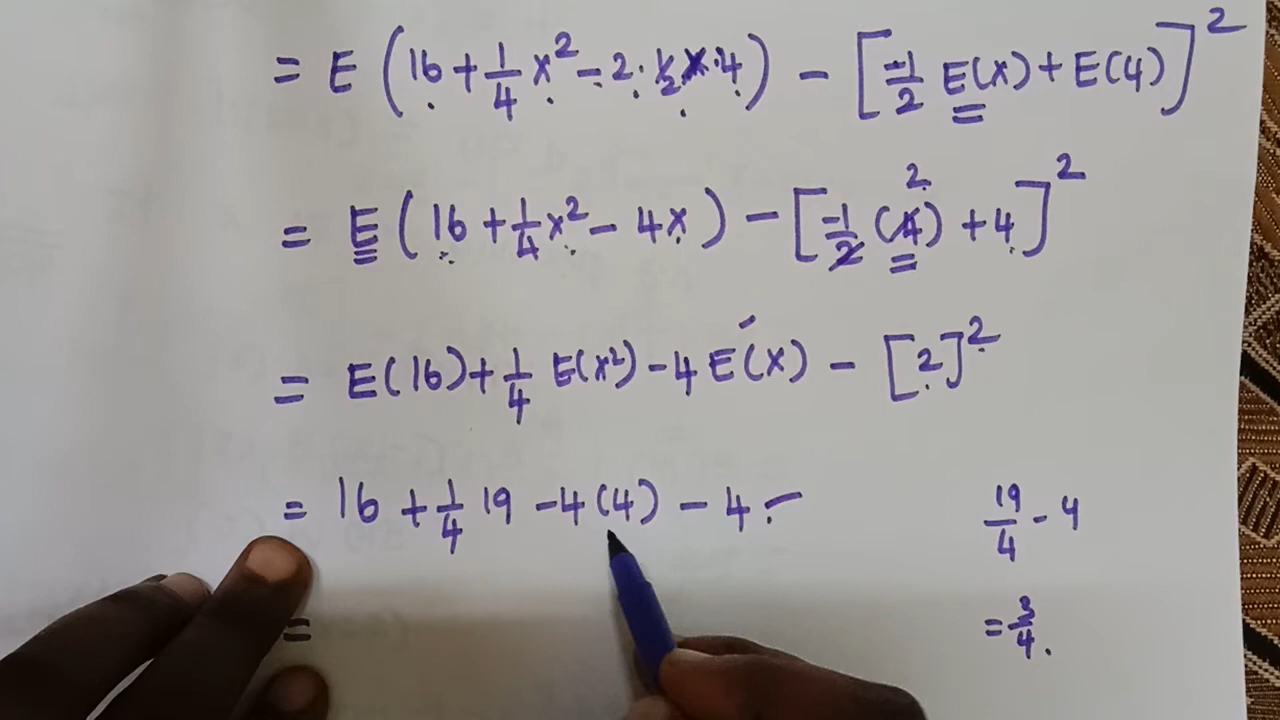 = E (16 + 1/4 x² - 2 · 1/2 x · 4) - [-1/2 E(x) + E(4)]²
= E (16 + 1/4 x² - 4x) - [-1/2 (4) 2 + 4]²
= E(16) + 1/4 E(x²) - 4 E(x) - [2]²
= 16 + 1/4 19 - 4(4) - 4
19/4 - 4
=
= 3/4.